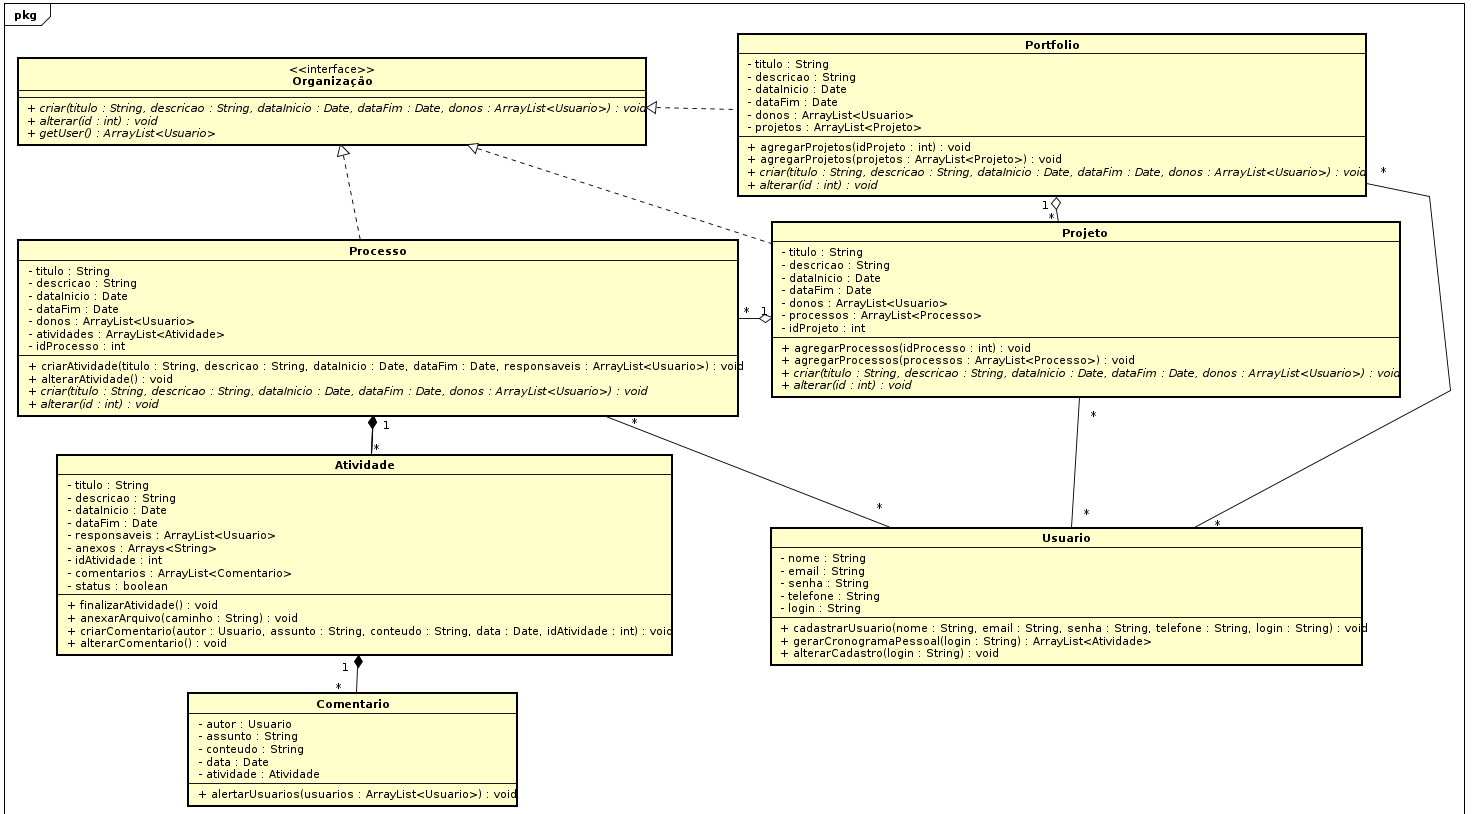 pkg
<<interface>>
Organização
+ criar(titulo : String, descricao : String, dataInicio : Date, dataFim : Date, donos : ArrayList<Usuario>) : void
+ alterar(id : int) : void
+ getUser() : ArrayList<Usuario>
Portfolio
- titulo : String
- descricao : String
- dataInicio : Date
- dataFim : Date
- donos : ArrayList<Usuario>
- projetos : ArrayList<Projeto>
+ agregarProjetos(idProjeto : int) : void
+ agregarProjetos(projetos : ArrayList<Projeto>) : void
+ criar(titulo : String, descricao : String, dataInicio : Date, dataFim : Date, donos : ArrayList<Usuario>) : void
+ alterar(id : int) : void
*
1
*
Processo
- titulo : String
- descricao : String
- dataInicio : Date
- dataFim : Date
- donos : ArrayList<Usuario>
- atividades : ArrayList<Atividade>
- idProcesso : int
+ criarAtividade(titulo : String, descricao : String, dataInicio : Date, dataFim : Date, responsaveis : ArrayList<Usuario>) : void
+ alterarAtividade() : void
+ criar(titulo : String, descricao : String, dataInicio : Date, dataFim : Date, donos : ArrayList<Usuario>) : void
+ alterar(id : int) : void
*
1
Projeto
- titulo : String
- descricao : String
- dataInicio : Date
- dataFim : Date
- donos : ArrayList<Usuario>
- processos : ArrayList<Processo>
- idProjeto : int
+ agregarProcessos(idProcesso : int) : void
+ agregarProcessos(processos : ArrayList<Processo>) : void
+ criar(titulo : String, descricao : String, dataInicio : Date, dataFim : Date, donos : ArrayList<Usuario>) : void
+ alterar(id : int) : void
1
*
*
*
*
*
*
Atividade
- titulo : String
- descricao : String
- dataInicio : Date
- dataFim : Date
- responsaveis : ArrayList<Usuario>
- anexos : Arrays<String>
- idAtividade : int
- comentarios : ArrayList<Comentario>
- status : boolean
+ finalizarAtividade() : void
+ anexarArquivo(caminho : String) : void
+ criarComentario(autor : Usuario, assunto : String, conteudo : String, data : Date, idAtividade : int) : void
+ alterarComentario() : void
Usuario
- nome : String
- email : String
- senha : String
- telefone : String
- login : String
+ cadastrarUsuario(nome : String, email : String, senha : String, telefone : String, login : String) : void
+ gerarCronogramaPessoal(login : String) : ArrayList<Atividade>
+ alterarCadastro(login : String) : void
1
*
Comentario
- autor : Usuario
- assunto : String
- conteudo : String
- data : Date
- atividade : Atividade
+ alertarUsuarios(usuarios : ArrayList<Usuario>) : void